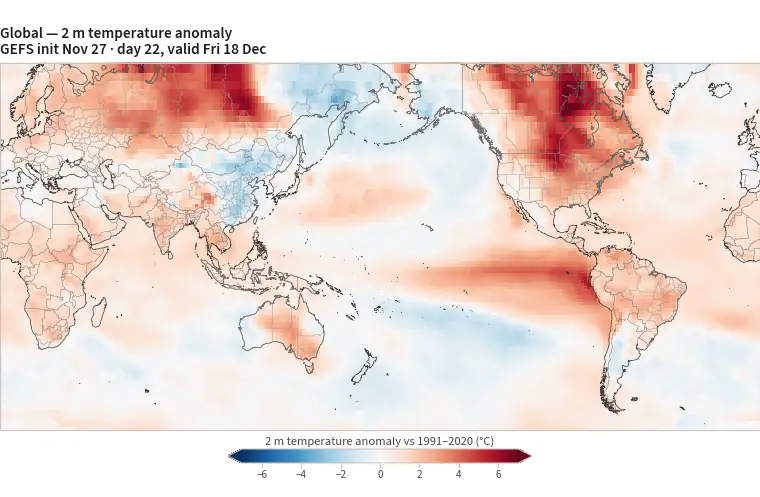 Global — 2 m temperature anomaly
GEFS init Nov 27 · day 22, valid Fri 18 Dec
2 m temperature anomaly vs 1991–2020 (°C)
−6 −4 −2 0 2 4 6